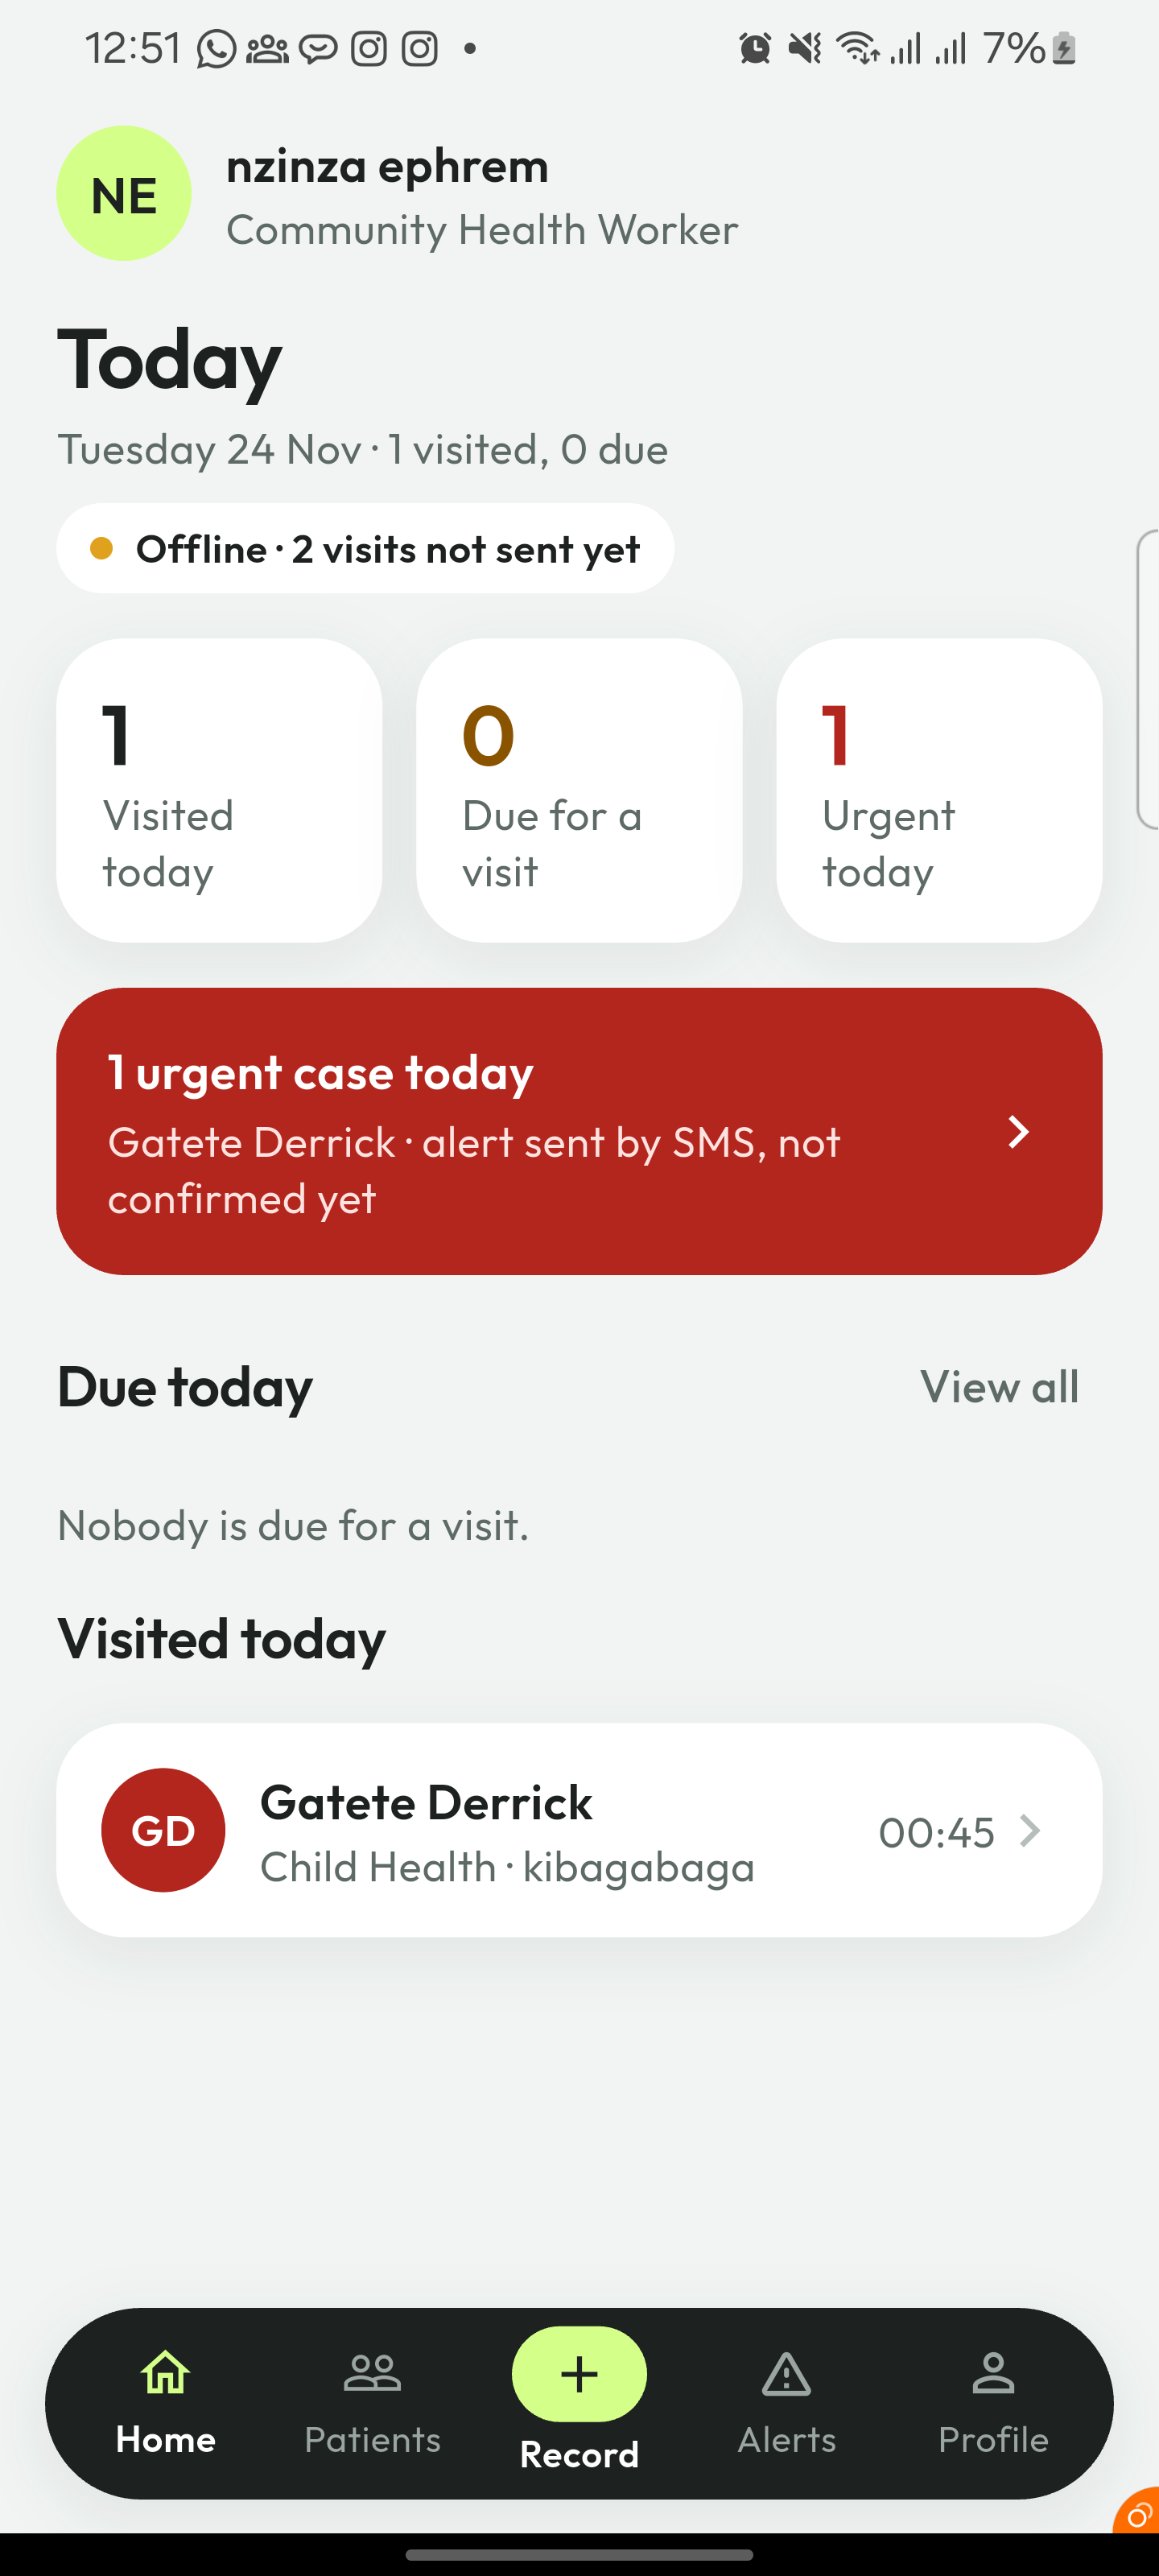 12:51
7%
NE
nzinza ephrem
Community Health Worker
Today
Tuesday 24 Nov · 1 visited, 0 due
Offline · 2 visits not sent yet
1
Visited
today
0
Due for a
visit
1
Urgent
today
1 urgent case today
Gatete Derrick · alert sent by SMS, not
confirmed yet
Due today
View all
Nobody is due for a visit.
Visited today
GD
Gatete Derrick
Child Health · kibagabaga
00:45
Home
Patients
Record
Alerts
Profile